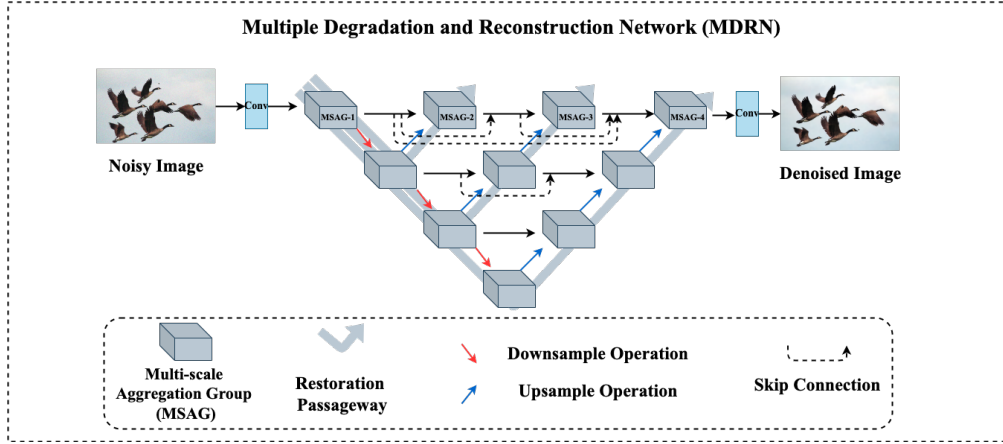 Multiple Degradation and Reconstruction Network (MDRN)
Conv
MSAG-1
MSAG-2
MSAG-3
MSAG-4
Conv
Noisy Image
Denoised Image
Multi-scale
Aggregation Group
(MSAG)
Restoration
Passageway
Downsample Operation
Upsample Operation
Skip Connection